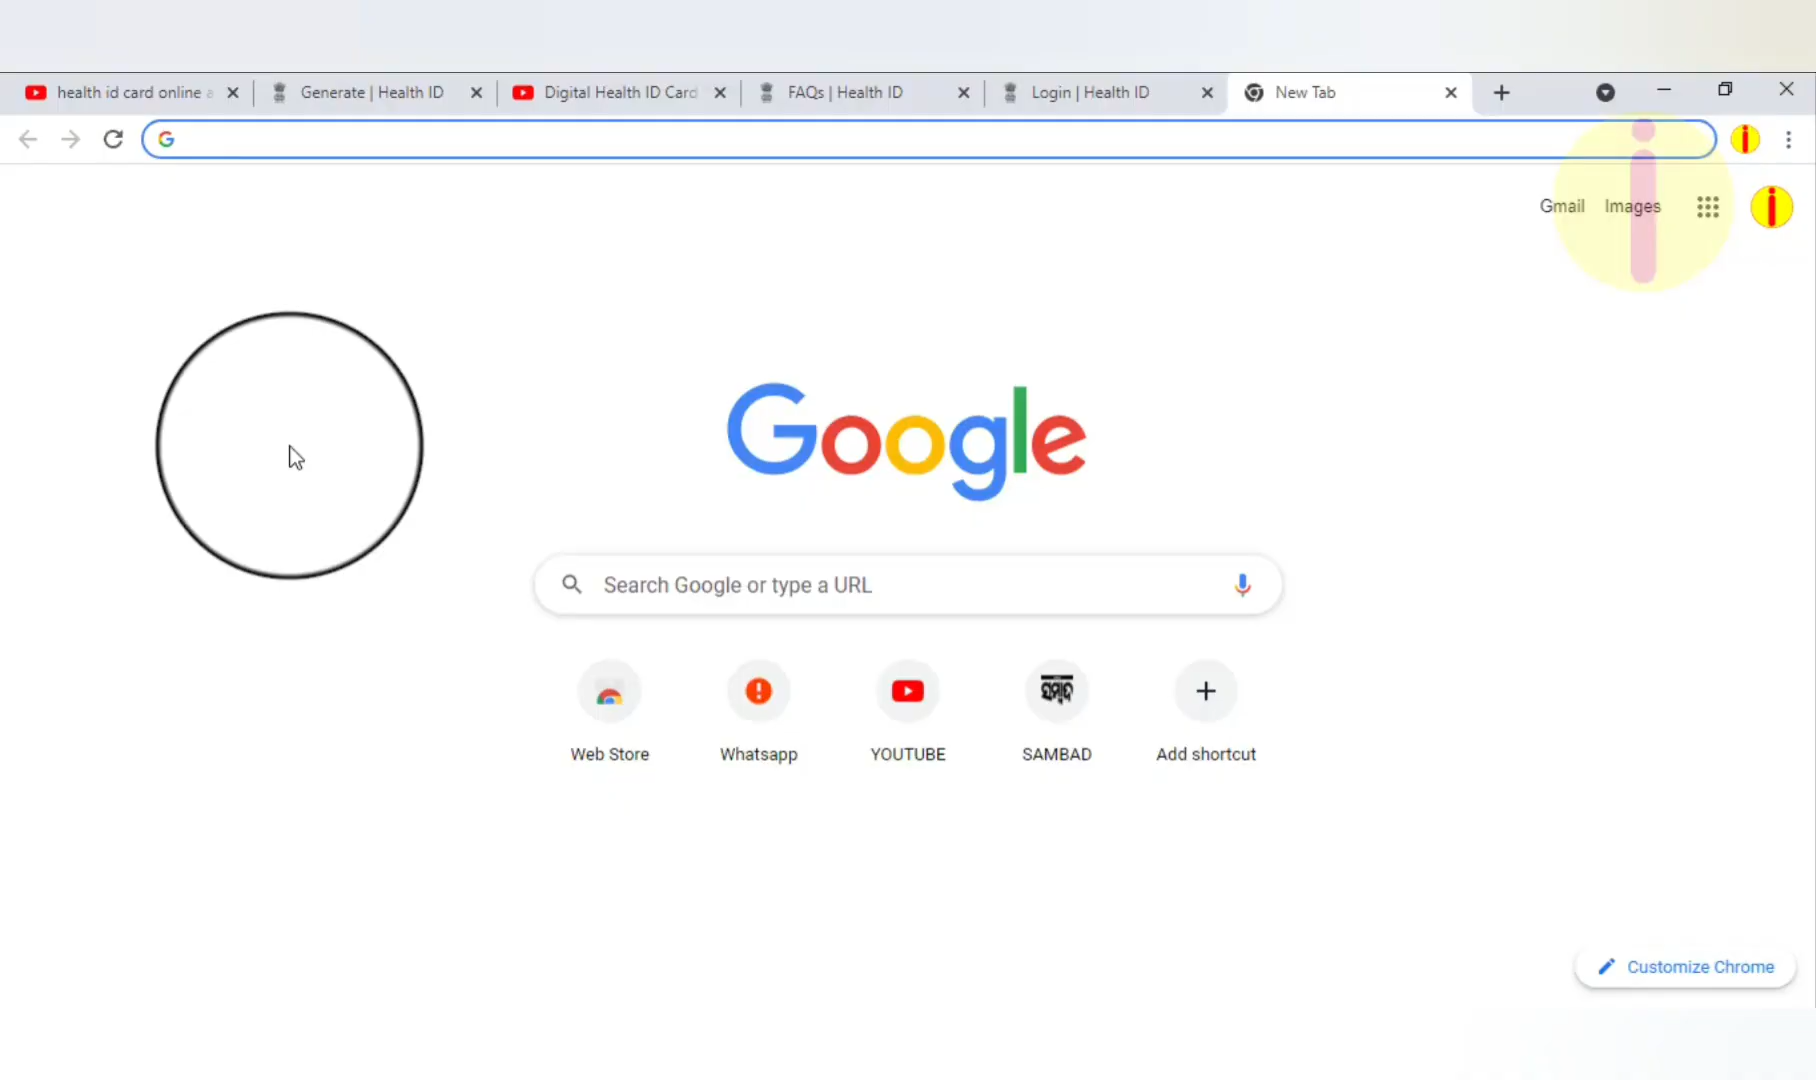 health id card online a
Generate | Health ID
Digital Health ID Card
FAQs | Health ID
Login | Health ID
New Tab
Gmail
Images
Google
Search Google or type a URL
ସମ୍ବାଦ
Web Store
Whatsapp
YOUTUBE
SAMBAD
Add shortcut
Customize Chrome